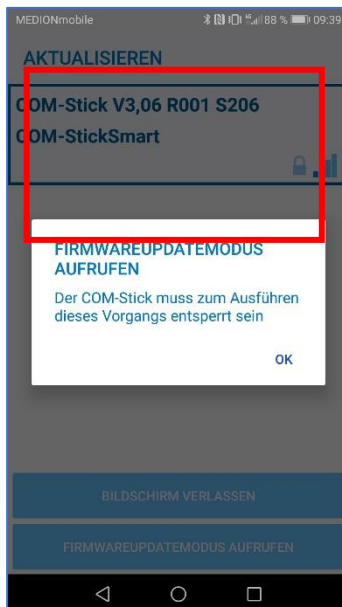 MEDIONmobile 88 % 09:39
AKTUALISIEREN
COM-Stick V3,06 R001 S206
COM-StickSmart
FIRMWAREUPDATEMODUS
AUFRUFEN
Der COM-Stick muss zum Ausführen
dieses Vorgangs entsperrt sein
OK
BILDSCHIRM VERLASSEN
FIRMWAREUPDATEMODUS AUFRUFEN